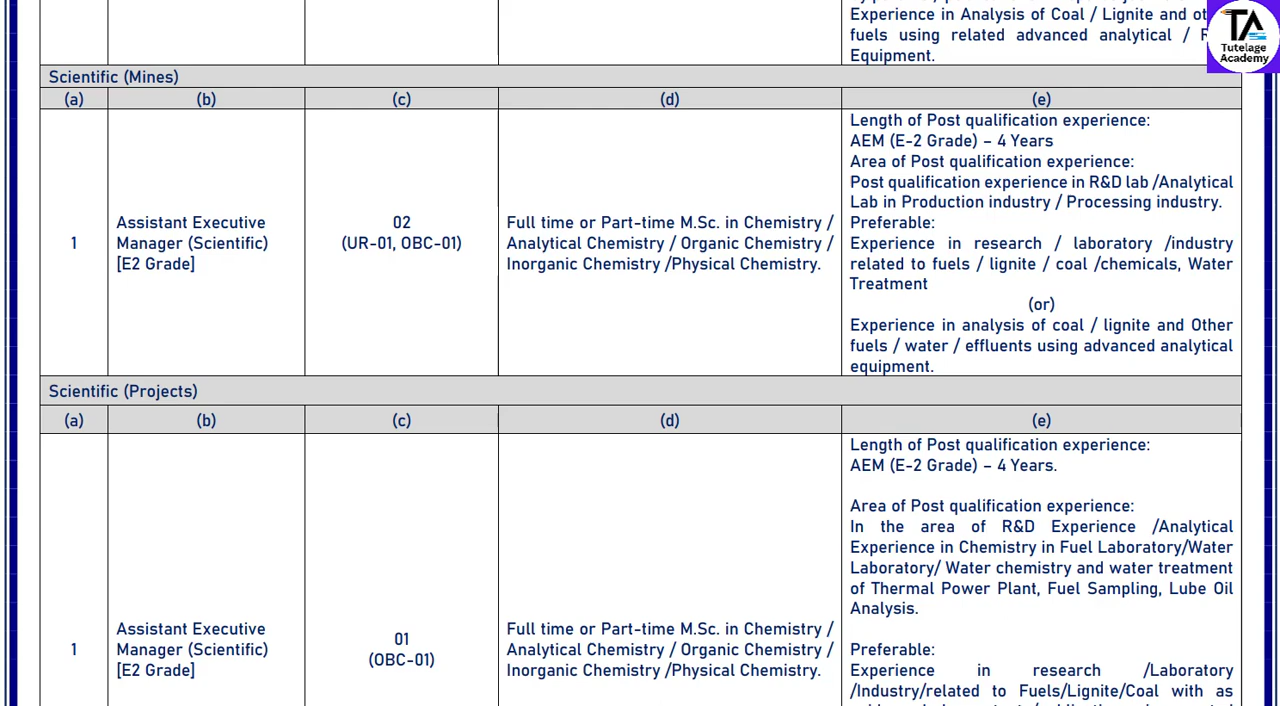 Experience in Analysis of Coal / Lignite and
fuels using related advanced analytical /
Equipment.
TA
Tutelage
Academy
Scientific (Mines)
(a) (b) (c) (d) (e)
1
Assistant Executive
Manager (Scientific)
[E2 Grade]
02
(UR-01, OBC-01)
Full time or Part-time M.Sc. in Chemistry /
Analytical Chemistry / Organic Chemistry /
Inorganic Chemistry /Physical Chemistry.
Length of Post qualification experience:
AEM (E-2 Grade) – 4 Years
Area of Post qualification experience:
Post qualification experience in R&D lab /Analytical
Lab in Production industry / Processing industry.
Preferable:
Experience in research / laboratory /industry
related to fuels / lignite / coal /chemicals, Water
Treatment
(or)
Experience in analysis of coal / lignite and Other
fuels / water / effluents using advanced analytical
equipment.
Scientific (Projects)
(a) (b) (c) (d) (e)
1
Assistant Executive
Manager (Scientific)
[E2 Grade]
01
(OBC-01)
Full time or Part-time M.Sc. in Chemistry /
Analytical Chemistry / Organic Chemistry /
Inorganic Chemistry /Physical Chemistry.
Length of Post qualification experience:
AEM (E-2 Grade) – 4 Years.
Area of Post qualification experience:
In the area of R&D Experience /Analytical
Experience in Chemistry in Fuel Laboratory/Water
Laboratory/ Water chemistry and water treatment
of Thermal Power Plant, Fuel Sampling, Lube Oil
Analysis.
Preferable:
Experience in research /Laboratory
/Industry/related to Fuels/Lignite/Coal with as